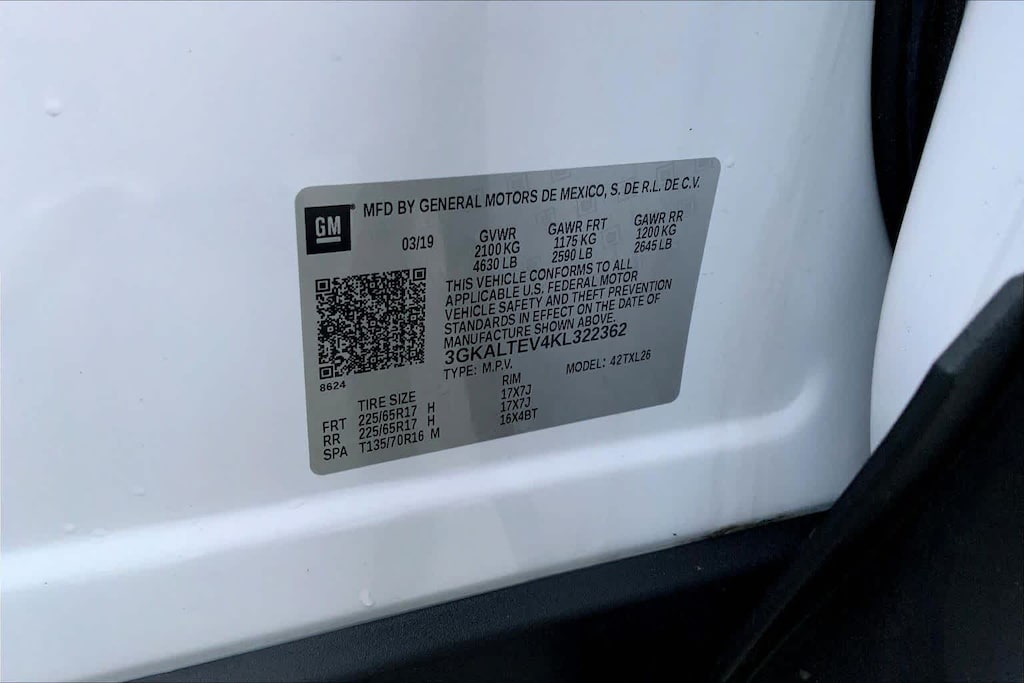 GM
MFD BY GENERAL MOTORS DE MEXICO, S. DE R.L. DE C.V.
03/19
GVWR GAWR FRT GAWR RR
2100 KG 1175 KG 1200 KG
4630 LB 2590 LB 2645 LB
THIS VEHICLE CONFORMS TO ALL
APPLICABLE U.S. FEDERAL MOTOR
VEHICLE SAFETY AND THEFT PREVENTION
STANDARDS IN EFFECT ON THE DATE OF
MANUFACTURE SHOWN ABOVE.
3GKALTEV4KL322362
TYPE: M.P.V. MODEL: 42TXL26
8624
TIRE SIZE RIM
FRT 225/65R17 H 17X7J
RR 225/65R17 H 17X7J
SPA T135/70R16 M 16X4BT